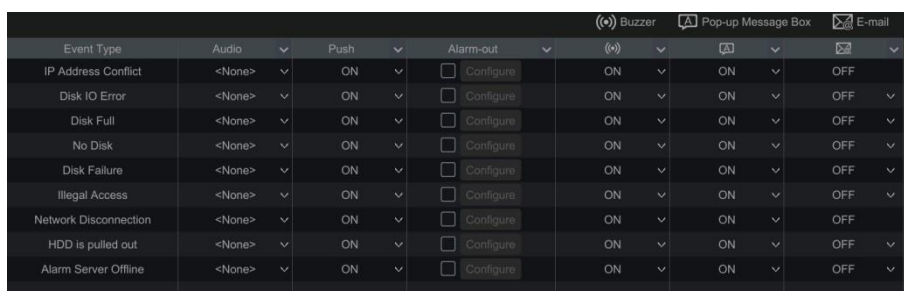 Buzzer Pop-up Message Box E-mail
Event Type Audio Push Alarm-out
IP Address Conflict <None> ON Configure ON ON OFF
Disk IO Error <None> ON Configure ON ON OFF
Disk Full <None> ON Configure ON ON OFF
No Disk <None> ON Configure ON ON OFF
Disk Failure <None> ON Configure ON ON OFF
Illegal Access <None> ON Configure ON ON OFF
Network Disconnection <None> ON Configure ON ON OFF
HDD is pulled out <None> ON Configure ON ON OFF
Alarm Server Offline <None> ON Configure ON ON OFF